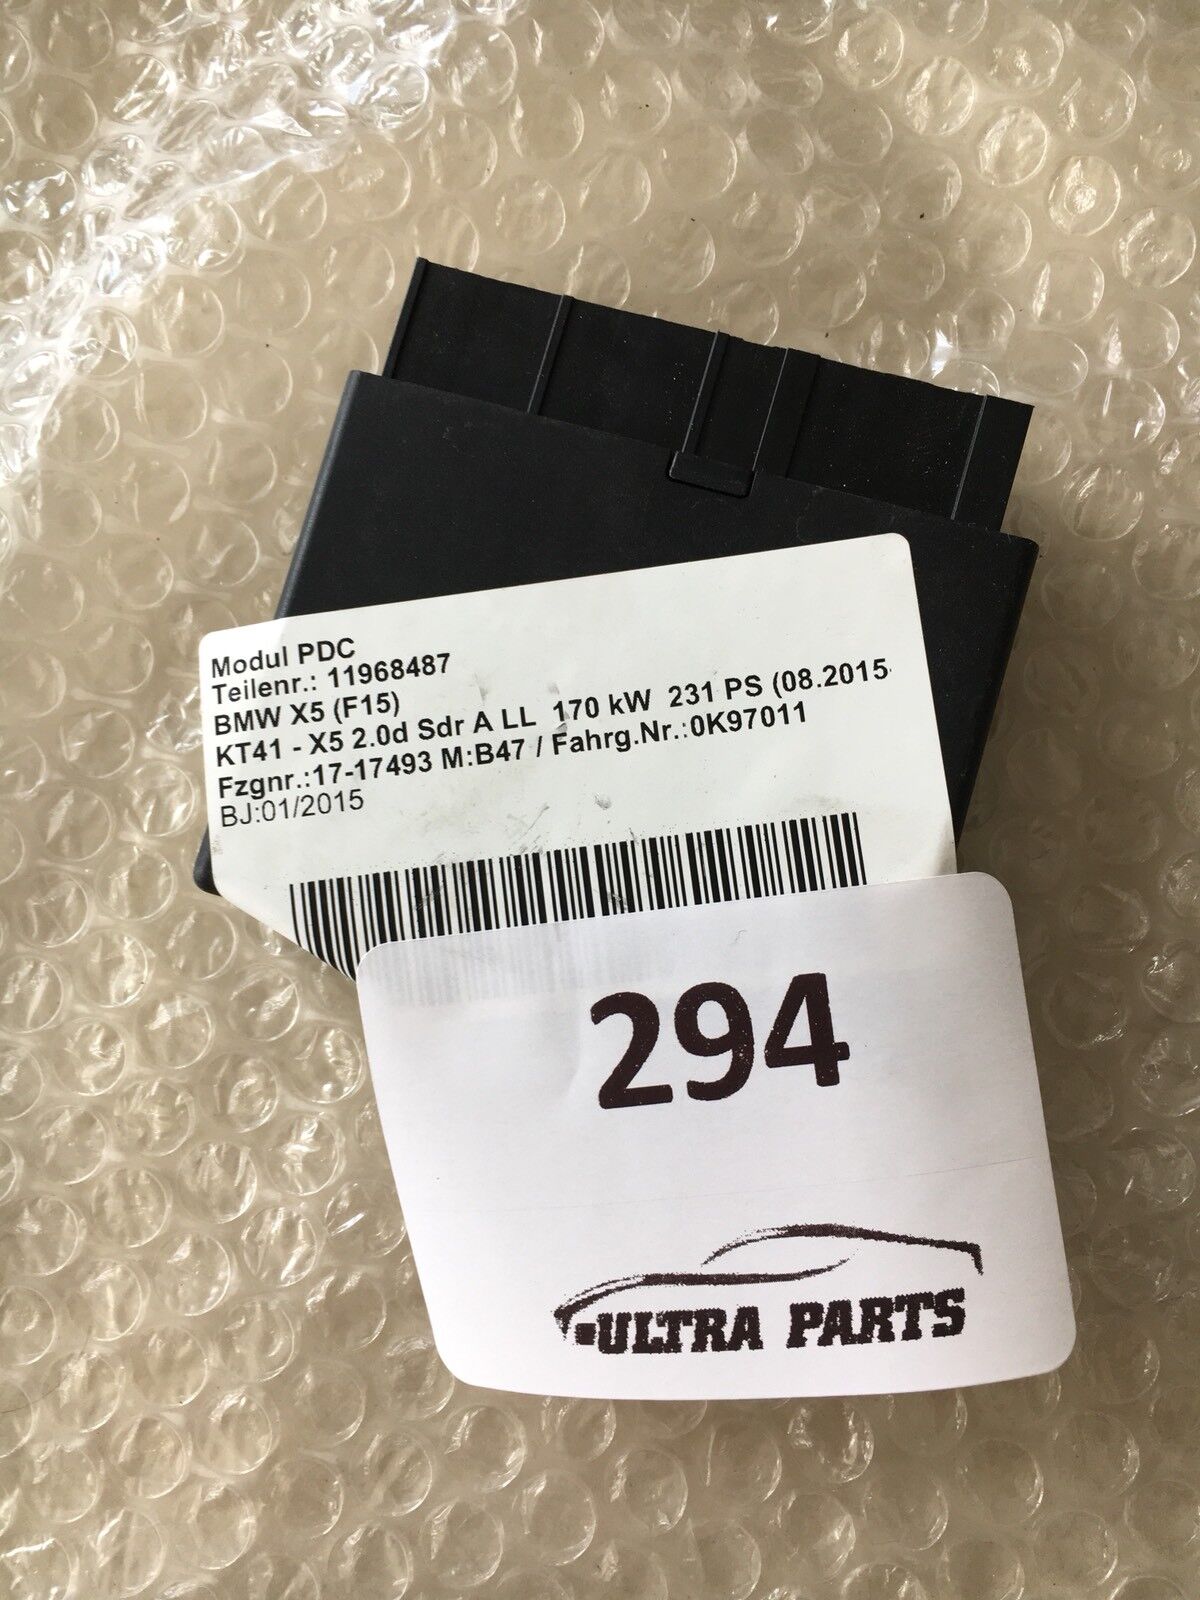 Modul PDC
Teilenr.: 11968487
BMW X5 (F15)
KT41 - X5 2.0d Sdr A LL 170 kW 231 PS (08.2015
Fzgnr.:17-17493 M:B47 / Fahrg.Nr.:0K97011
BJ:01/2015
294
ULTRA PARTS